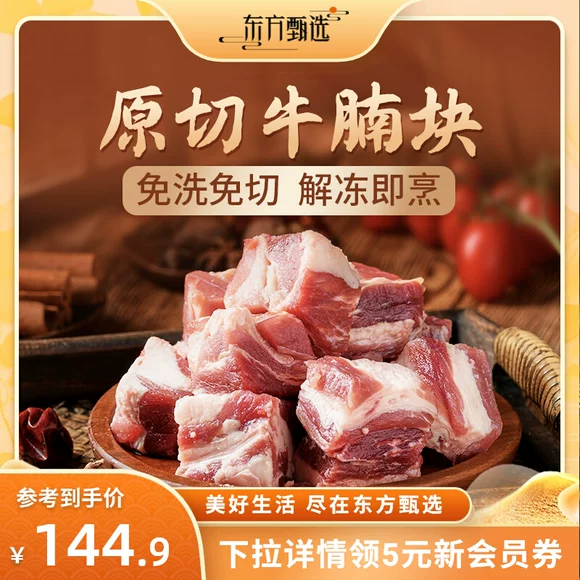 东方甄选
原切牛腩块
免洗免切 解冻即烹
参考到手价
¥144.9
美好生活 尽在东方甄选
下拉详情领5元新会员券